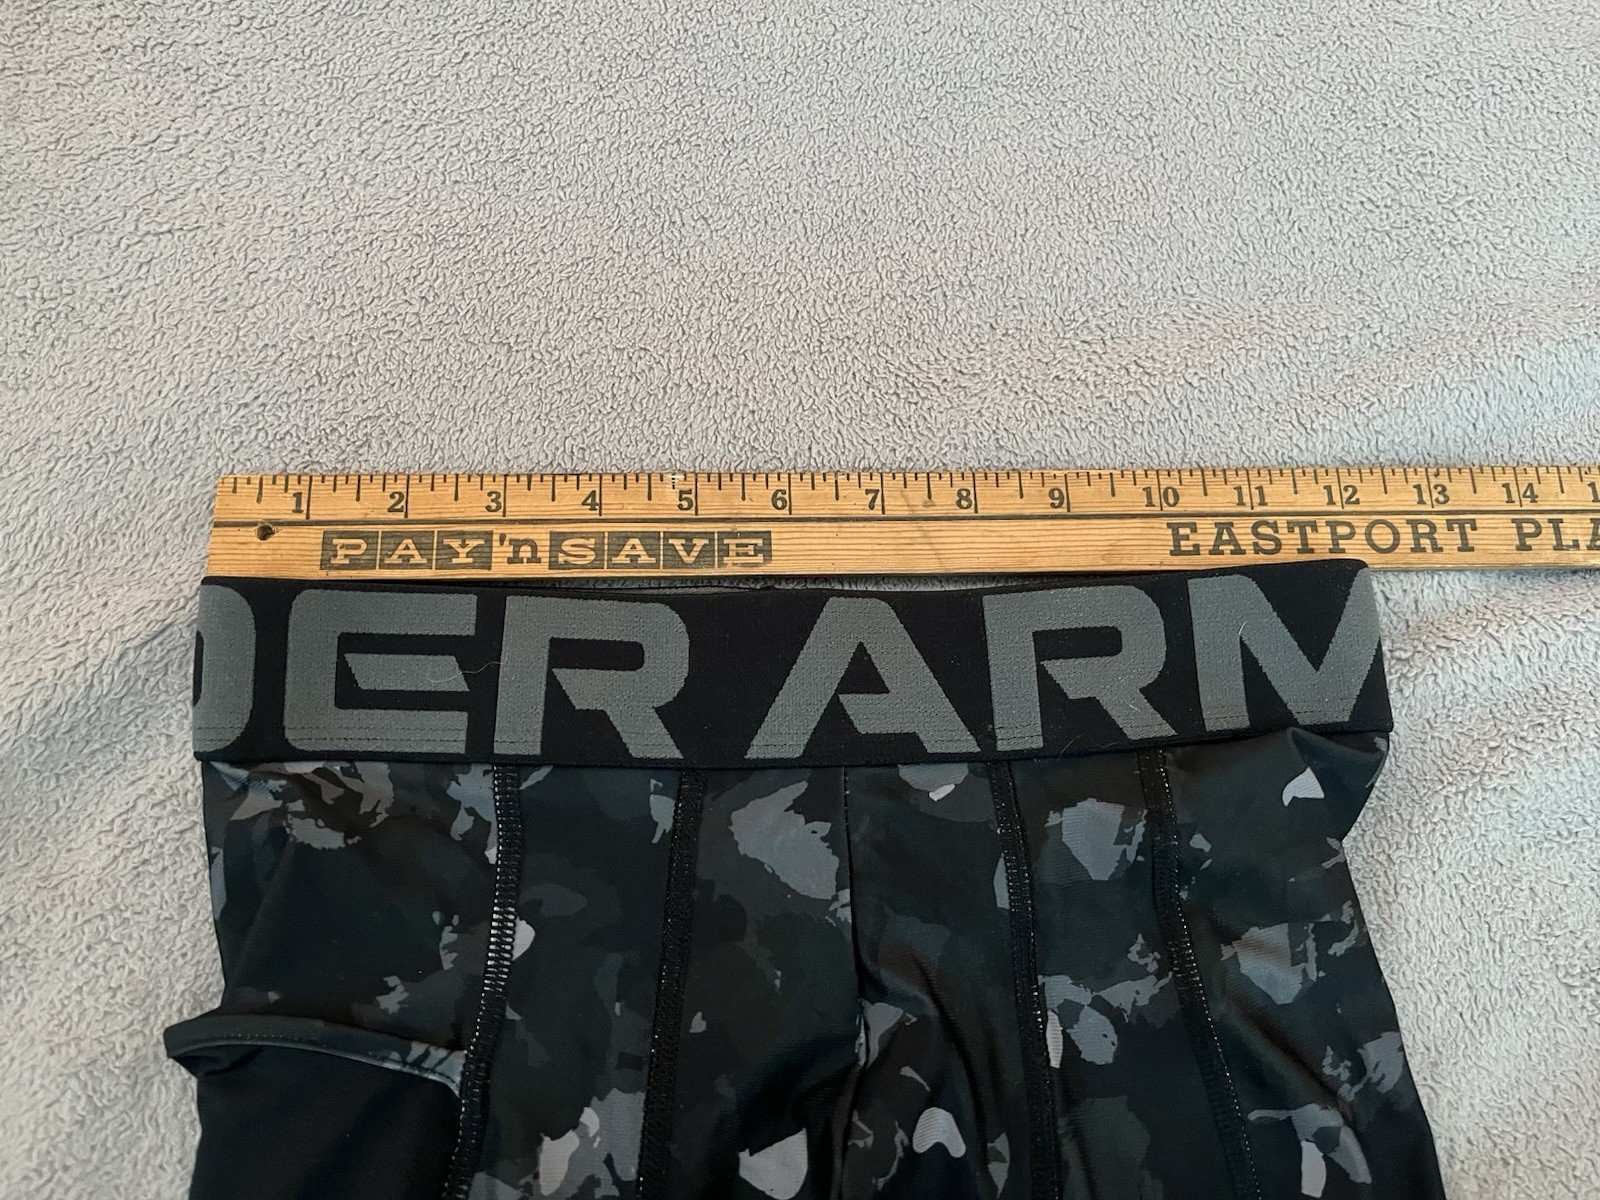 1 2 3 4 5 6 7 8 9 10 11 12 13 14
PAY'n SAVE EASTPORT PLA
DER ARM